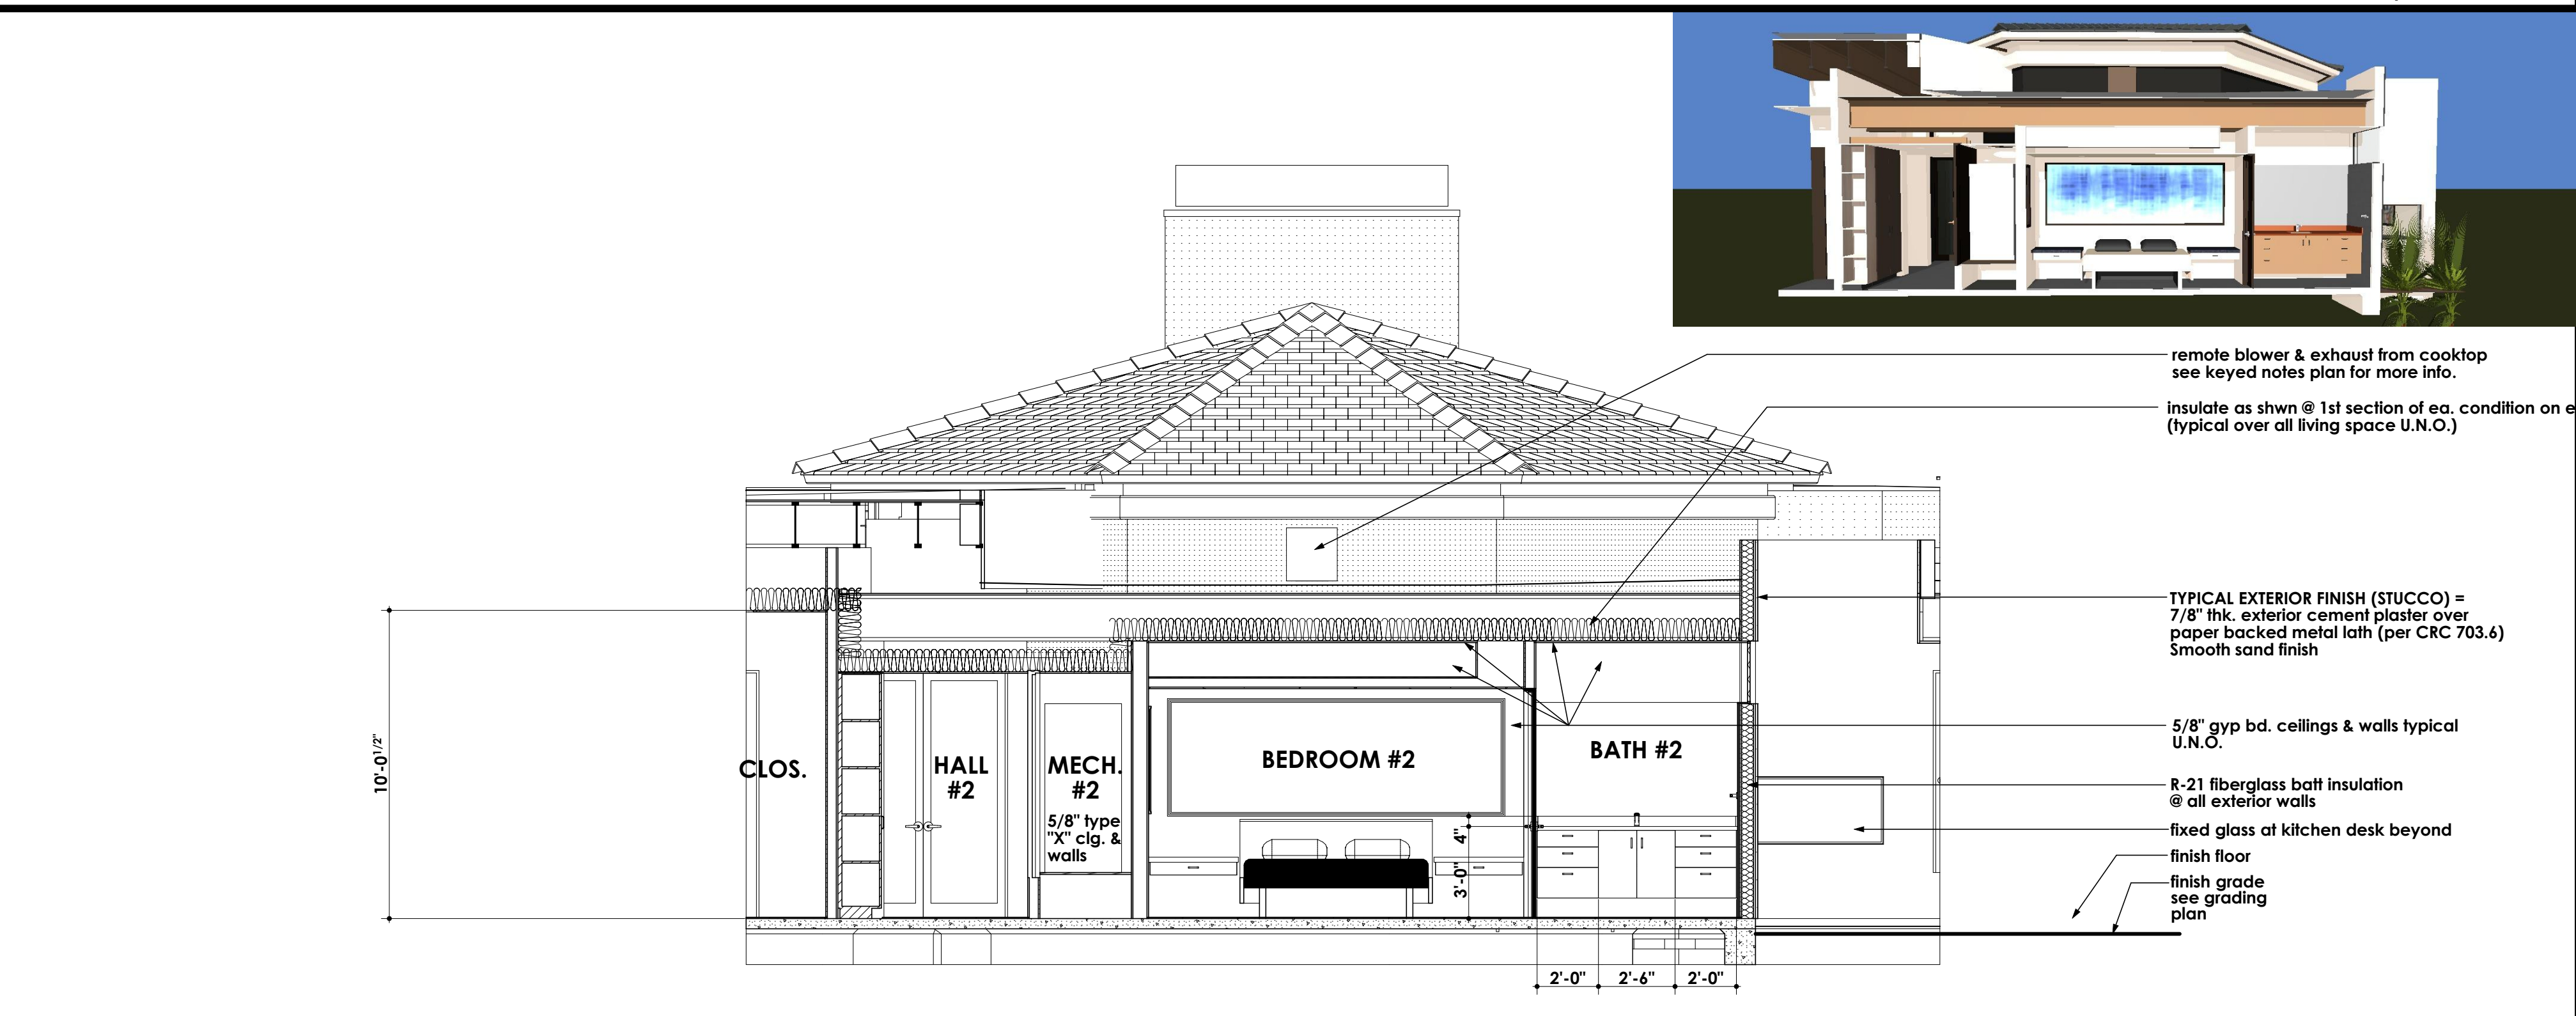 remote blower & exhaust from cooktop
see keyed notes plan for more info.
insulate as shwn @ 1st section of ea. condition on
(typical over all living space U.N.O.)
TYPICAL EXTERIOR FINISH (STUCCO) =
7/8" thk. exterior cement plaster over
paper backed metal lath (per CRC 703.6)
Smooth sand finish
5/8" gyp bd. ceilings & walls typical
U.N.O.
R-21 fiberglass batt insulation
@ all exterior walls
fixed glass at kitchen desk beyond
finish floor
finish grade
see grading
plan
10'-0 1/2"
CLOS.
HALL
#2
MECH.
#2
5/8" type
"X" clg. &
walls
BEDROOM #2
BATH #2
4"
3'-0"
2'-0"
2'-6"
2'-0"